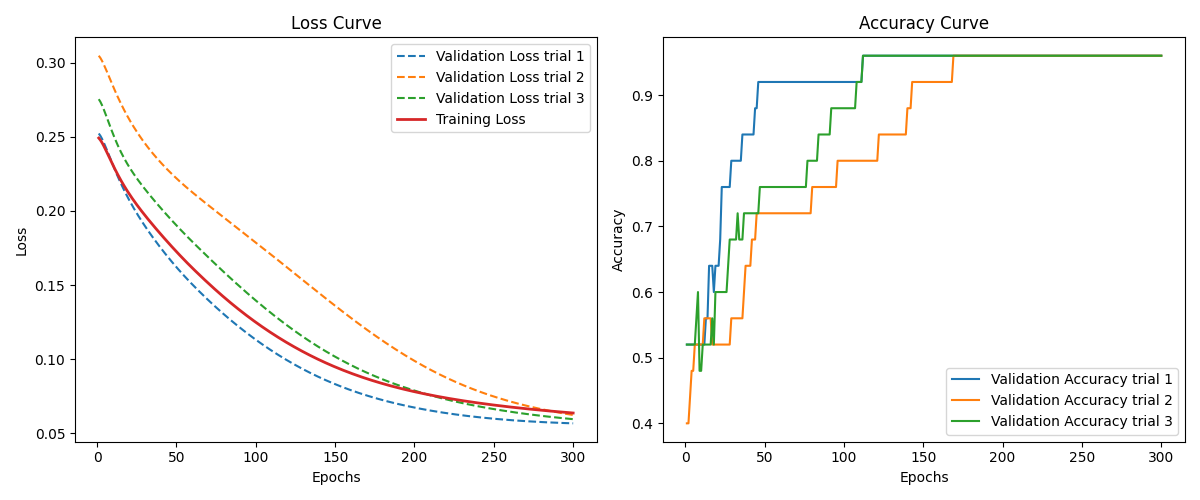 Loss Curve
Validation Loss trial 1
Validation Loss trial 2
Validation Loss trial 3
Training Loss
0.30
0.25
0.20
0.15
0.10
0.05
Loss
0 50 100 150 200 250 300
Epochs
Accuracy Curve
0.9
0.8
0.7
0.6
0.5
0.4
Accuracy
Validation Accuracy trial 1
Validation Accuracy trial 2
Validation Accuracy trial 3
0 50 100 150 200 250 300
Epochs